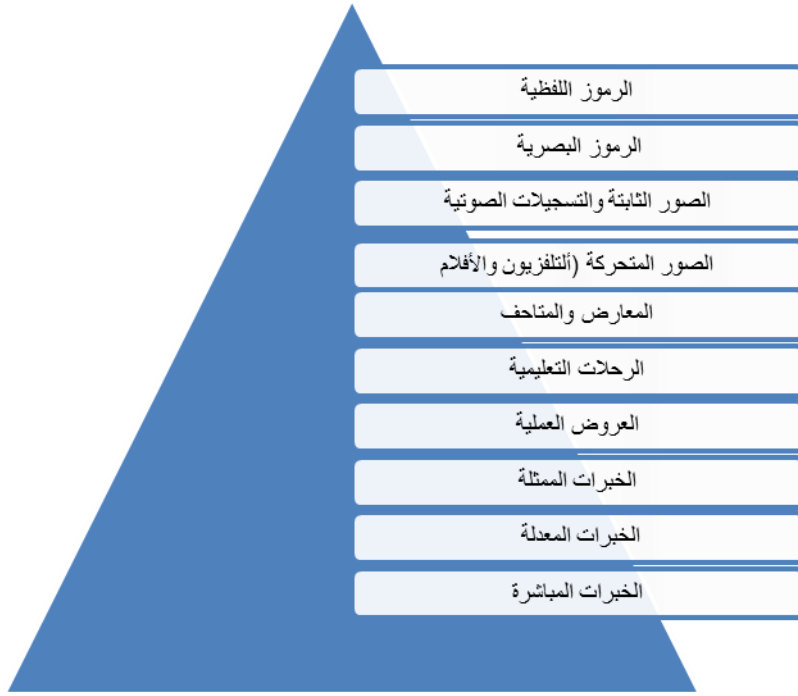 الرموز اللفظية
الرموز البصرية
الصور الثابتة والتسجيلات الصوتية
الصور المتحركة (ألتلفزيون والأفلام
المعارض والمتاحف
الرحلات التعليمية
العروض العملية
الخبرات الممثلة
الخبرات المعدلة
الخبرات المباشرة